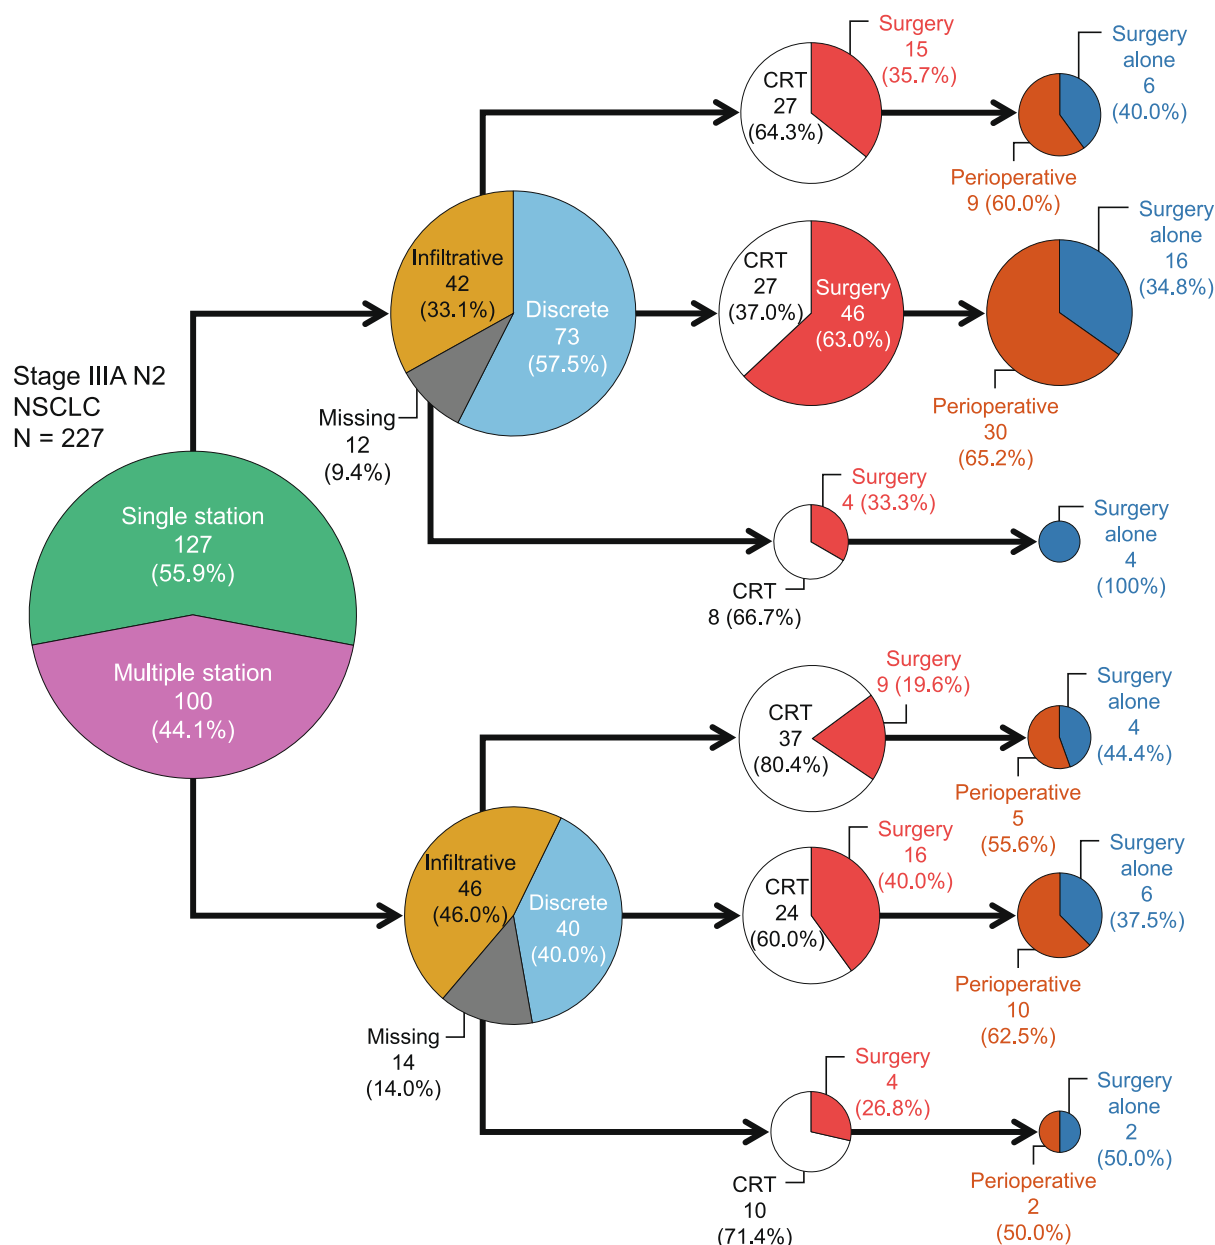 Stage IIIA N2
NSCLC
N = 227
Single station
127
(55.9%)
Multiple station
100
(44.1%)
Infiltrative
42
(33.1%)
Discrete
73
(57.5%)
Missing
12
(9.4%)
CRT
27
(64.3%)
Surgery
15
(35.7%)
Surgery
alone
6
(40.0%)
Perioperative
9 (60.0%)
CRT
27
(37.0%)
Surgery
46
(63.0%)
Surgery
alone
16
(34.8%)
Perioperative
30
(65.2%)
Surgery
4 (33.3%)
CRT
8 (66.7%)
Surgery
alone
4
(100%)
Infiltrative
46
(46.0%)
Discrete
40
(40.0%)
Missing
14
(14.0%)
CRT
37
(80.4%)
Surgery
9 (19.6%)
Surgery
alone
4
(44.4%)
Perioperative
5
(55.6%)
CRT
24
(60.0%)
Surgery
16
(40.0%)
Surgery
alone
6
(37.5%)
Perioperative
10
(62.5%)
Surgery
4
(26.8%)
CRT
10
(71.4%)
Surgery
alone
2
(50.0%)
Perioperative
2
(50.0%)